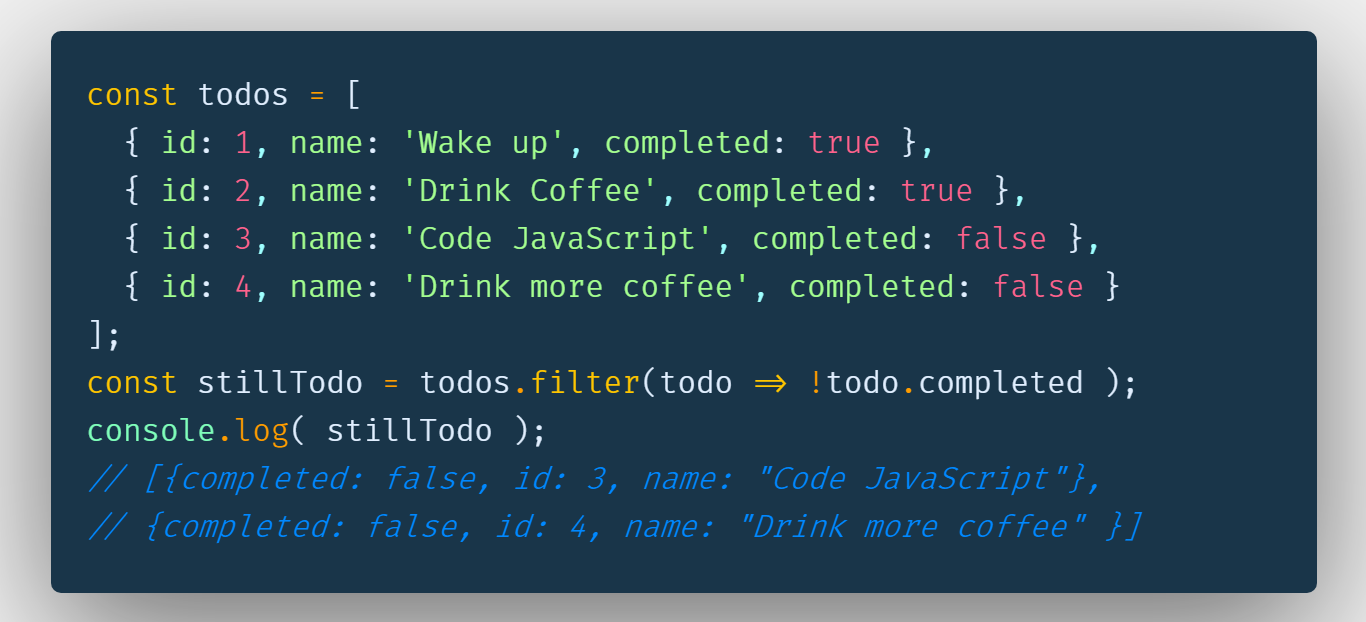 const todos = [
  { id: 1, name: 'Wake up', completed: true },
  { id: 2, name: 'Drink Coffee', completed: true },
  { id: 3, name: 'Code JavaScript', completed: false },
  { id: 4, name: 'Drink more coffee', completed: false }
];
const stillTodo = todos.filter(todo => !todo.completed );
console.log( stillTodo );
// [{completed: false, id: 3, name: "Code JavaScript"},
// {completed: false, id: 4, name: "Drink more coffee" }]